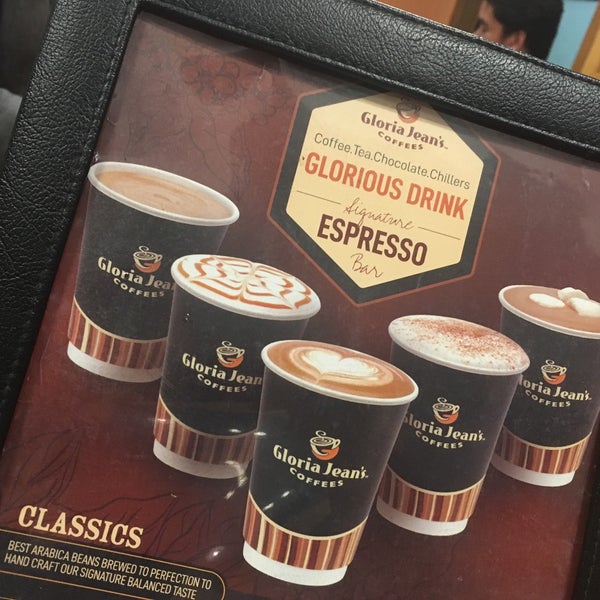 Gloria Jean's
COFFEES
Coffee.Tea.Chocolate.Chillers
GLORIOUS DRINK
Signature
ESPRESSO
Bar
Gloria Jean's
COFFEES
Gloria Jean's
COFFEES
Gloria Jean's
COFFEES
Gloria Jean's
COFFEES
Gloria Jean's
COFFEES
CLASSICS
BEST ARABICA BEANS BREWED TO PERFECTION TO
HAND CRAFT OUR SIGNATURE BALANCED TASTE